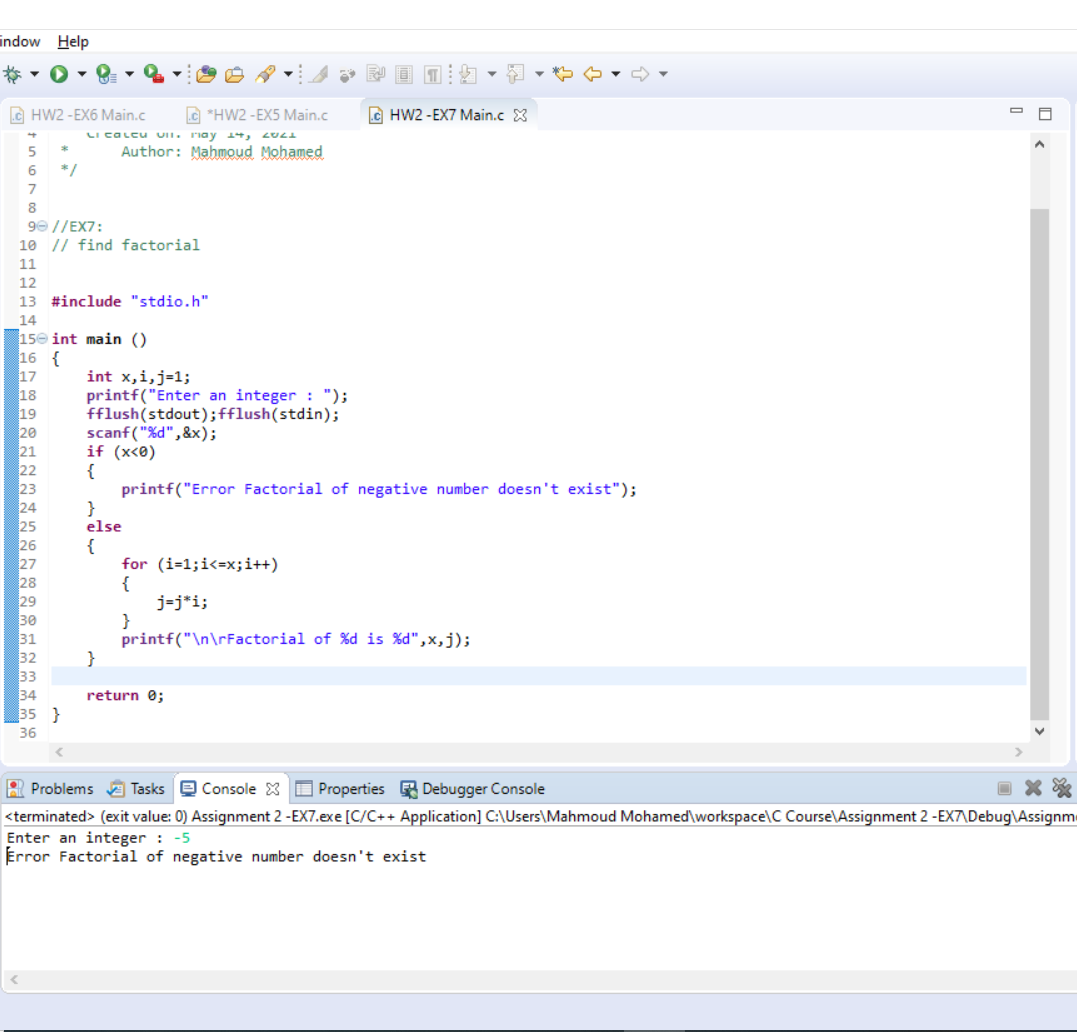 indow Help
HW2 -EX6 Main.c *HW2 -EX5 Main.c HW2 -EX7 Main.c
4 Created on: May 14, 2021
5 * Author: Mahmoud Mohamed
6 */
7
8
9 //EX7:
10 // find factorial
11
12
13 #include "stdio.h"
14
15 int main ()
16 {
17 int x,i,j=1;
18 printf("Enter an integer : ");
19 fflush(stdout);fflush(stdin);
20 scanf("%d",&x);
21 if (x<0)
22 {
23 printf("Error Factorial of negative number doesn't exist");
24 }
25 else
26 {
27 for (i=1;i<=x;i++)
28 {
29 j=j*i;
30 }
31 printf("\n\rFactorial of %d is %d",x,j);
32 }
33
34 return 0;
35 }
36
Problems Tasks Console Properties Debugger Console
<terminated> (exit value: 0) Assignment 2 -EX7.exe [C/C++ Application] C:\Users\Mahmoud Mohamed\workspace\C Course\Assignment 2 -EX7\Debug\Assignm
Enter an integer : -5
Error Factorial of negative number doesn't exist